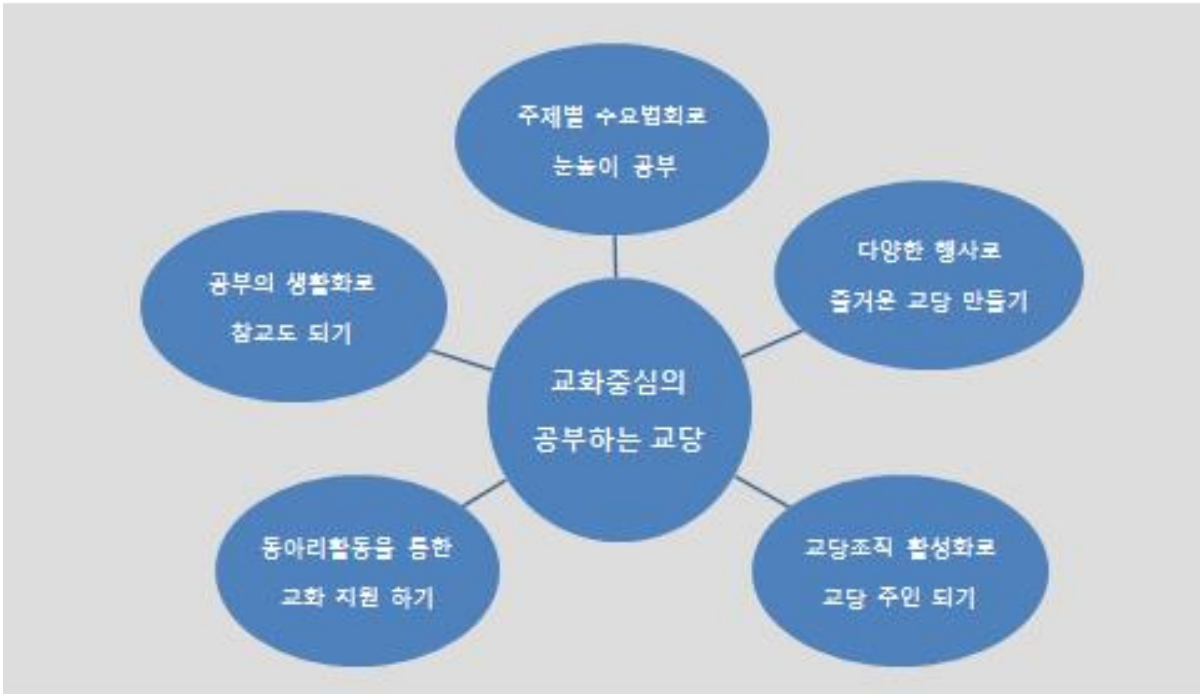 주제별 수요법회로
눈높이 공부
다양한 행사로
즐거운 교당 만들기
공부의 생활화로
참교도 되기
교화중심의
공부하는 교당
동아리활동을 통한
교화 지원 하기
교당조직 활성화로
교당 주인 되기